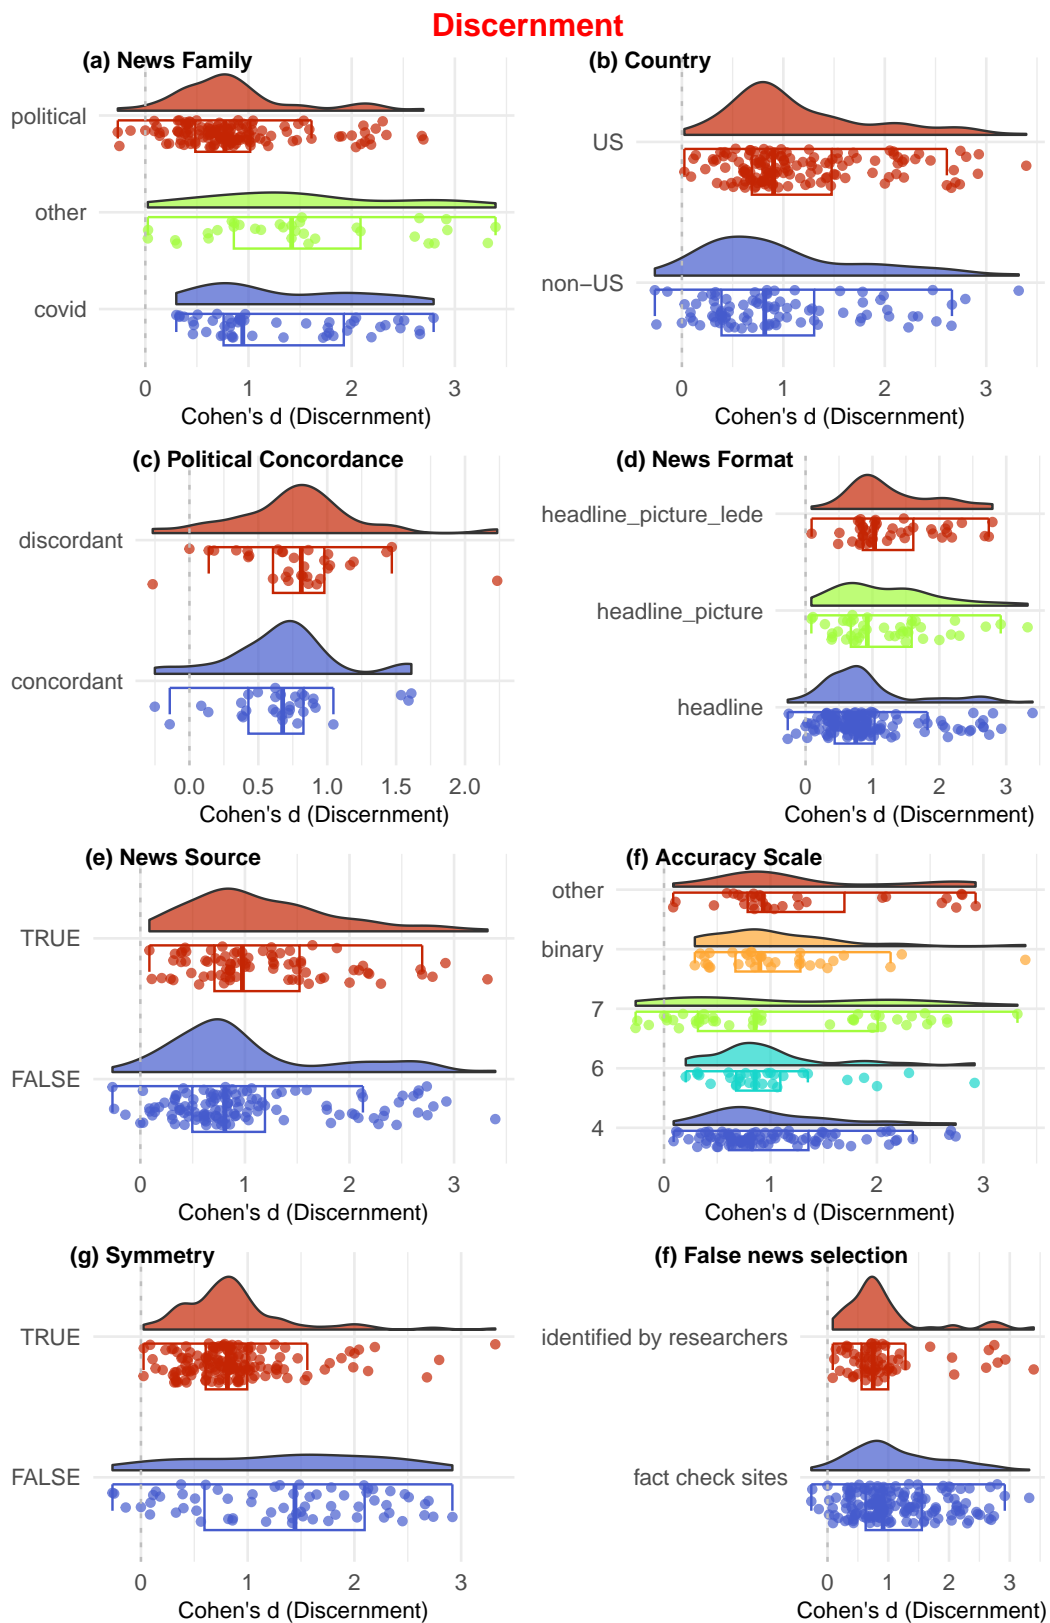 Discernment
(a) News Family
political
other
covid
0 1 2 3
Cohen's d (Discernment)
(b) Country
US
non−US
0 1 2 3
Cohen's d (Discernment)
(c) Political Concordance
discordant
concordant
0.0 0.5 1.0 1.5 2.0
Cohen's d (Discernment)
(d) News Format
headline_picture_lede
headline_picture
headline
0 1 2 3
Cohen's d (Discernment)
(e) News Source
TRUE
FALSE
0 1 2 3
Cohen's d (Discernment)
(f) Accuracy Scale
other
binary
7
6
4
0 1 2 3
Cohen's d (Discernment)
(g) Symmetry
TRUE
FALSE
0 1 2 3
Cohen's d (Discernment)
(f) False news selection
identified by researchers
fact check sites
0 1 2 3
Cohen's d (Discernment)